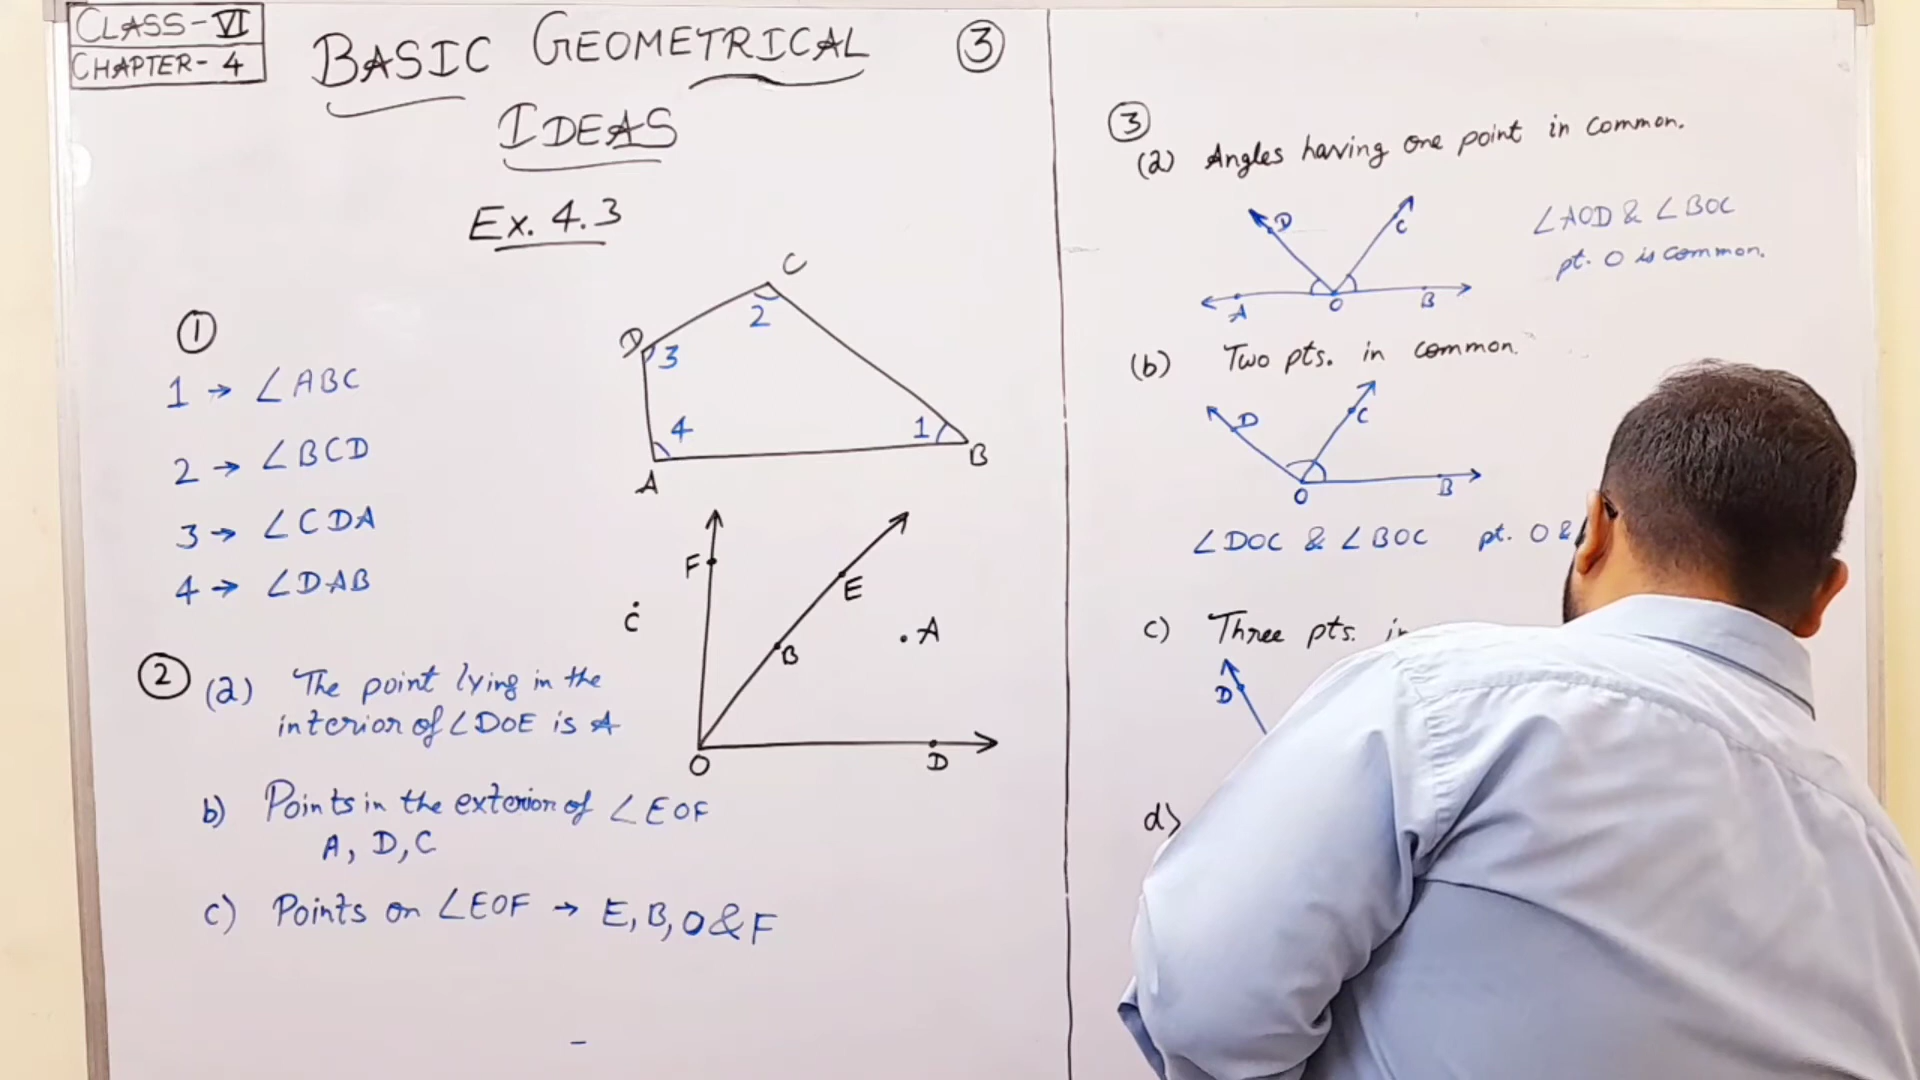 CLASS-VI
CHAPTER-4
BASIC GEOMETRICAL
IDEAS
3
Ex. 4.3
1
1 → ∠ABC
2 → ∠BCD
3 → ∠CDA
4 → ∠DAB
C
2
D
3
4
1
A
B
F
E
C
A
B
O
D
2 (a) The point lying in the
interior of ∠DOE is A
b) Points in the exterior of ∠EOF
A, D, C
c) Points on ∠EOF → E, B, O & F
3
(a) Angles having one point in common.
D
C
A
O
B
∠AOD & ∠BOC
pt. O is common.
(b) Two pts. in common.
D
C
O
B
∠DOC & ∠BOC pt. O &
c) Three pts.
D
d)